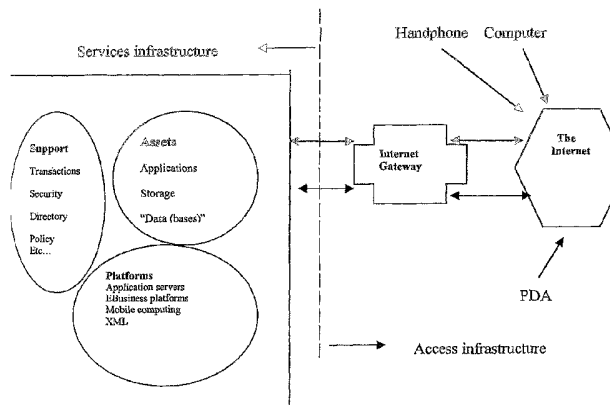 Services infrastructure
Handphone Computer
Support
Transactions
Security
Directory
Policy
Etc...
Assets
Applications
Storage
"Data (bases)"
Platforms
Application servers
EBusiness platforms
Mobile computing
XML
Internet
Gateway
The
Internet
PDA
Access infrastructure